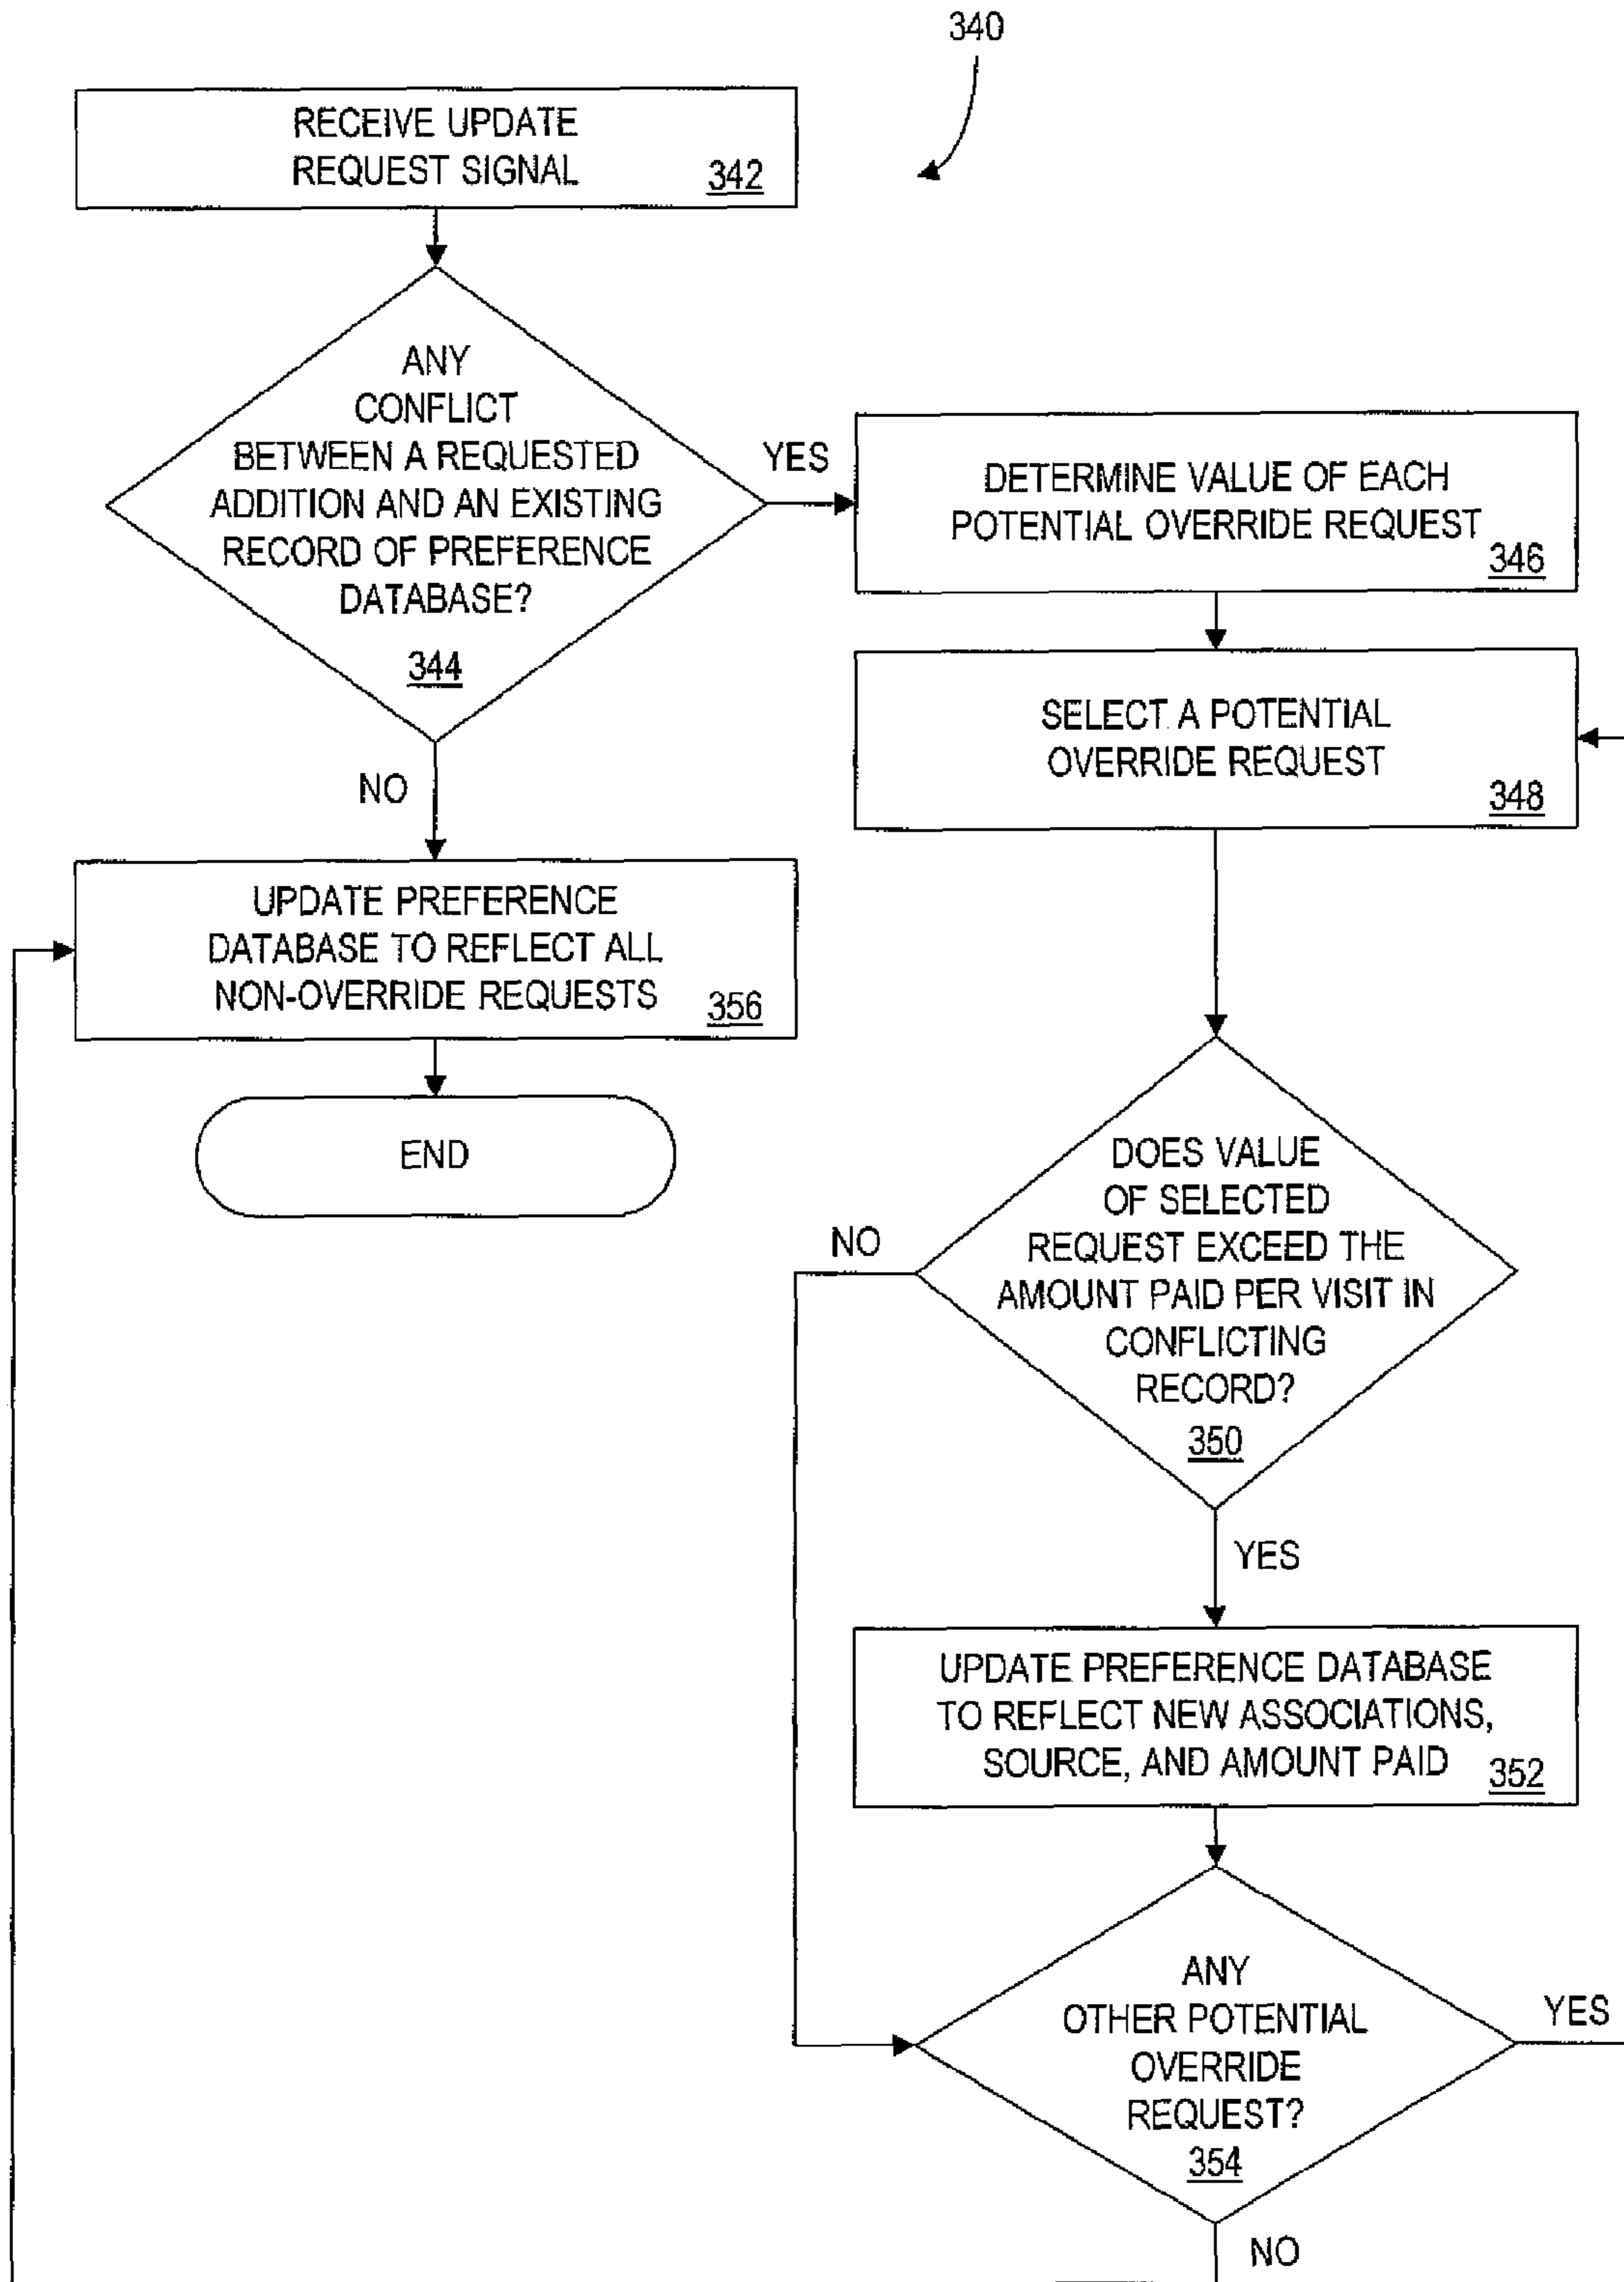 340
RECEIVE UPDATE
REQUEST SIGNAL
342
ANY
CONFLICT
BETWEEN A REQUESTED
ADDITION AND AN EXISTING
RECORD OF PREFERENCE
DATABASE?
344
YES
DETERMINE VALUE OF EACH
POTENTIAL OVERRIDE REQUEST
346
SELECT A POTENTIAL
OVERRIDE REQUEST
348
NO
UPDATE PREFERENCE
DATABASE TO REFLECT ALL
NON-OVERRIDE REQUESTS
356
END
DOES VALUE
OF SELECTED
REQUEST EXCEED THE
AMOUNT PAID PER VISIT IN
CONFLICTING
RECORD?
350
NO
YES
UPDATE PREFERENCE DATABASE
TO REFLECT NEW ASSOCIATIONS,
SOURCE, AND AMOUNT PAID
352
ANY
OTHER POTENTIAL
OVERRIDE
REQUEST?
354
YES
NO